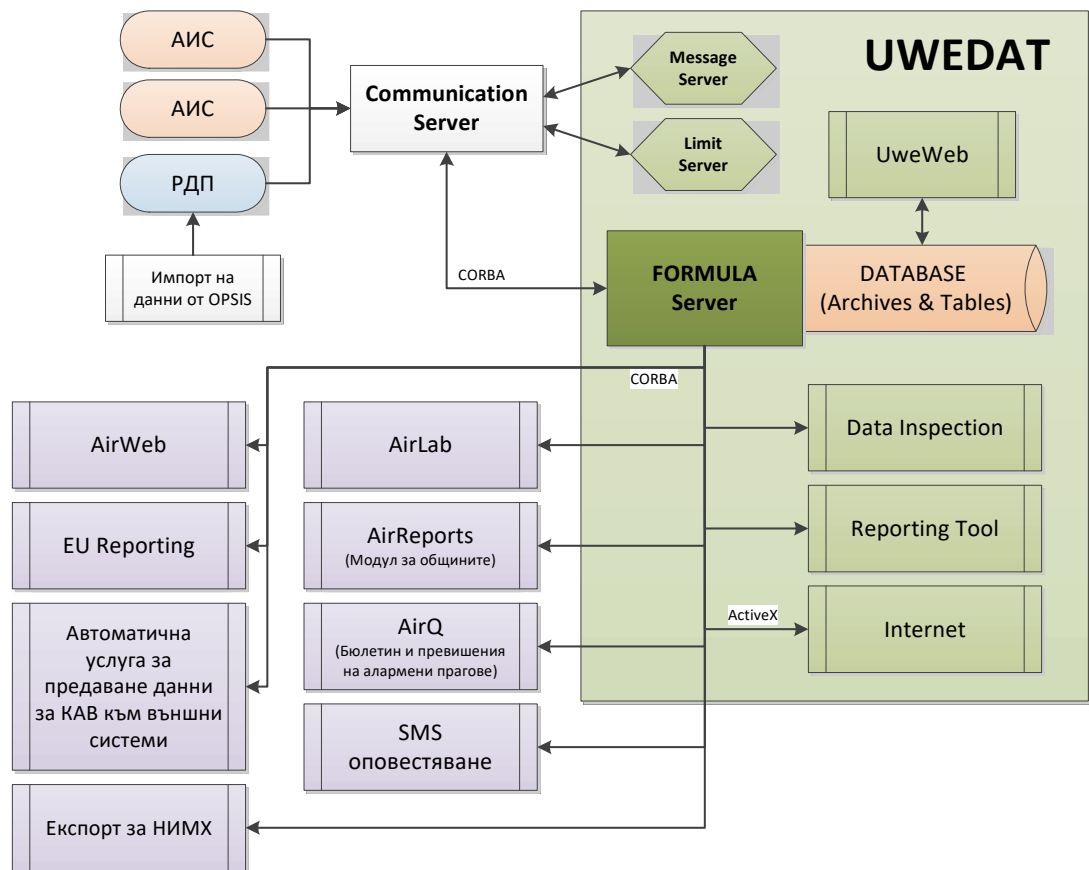 АИС
АИС
РДП
Импорт на
данни от OPSIS
Communication
Server
Message
Server
Limit
Server
UWEDAT
UweWeb
CORBA
FORMULA
Server
DATABASE
(Archives & Tables)
CORBA
AirWeb
AirLab
Data Inspection
EU Reporting
AirReports
(Модул за общините)
Reporting Tool
Автоматична
услуга за
предаване данни
за КАВ към външни
системи
AirQ
(Бюлетин и превишения
на алармени прагове)
ActiveX
Internet
SMS
оповестяване
Експорт за НИМХ